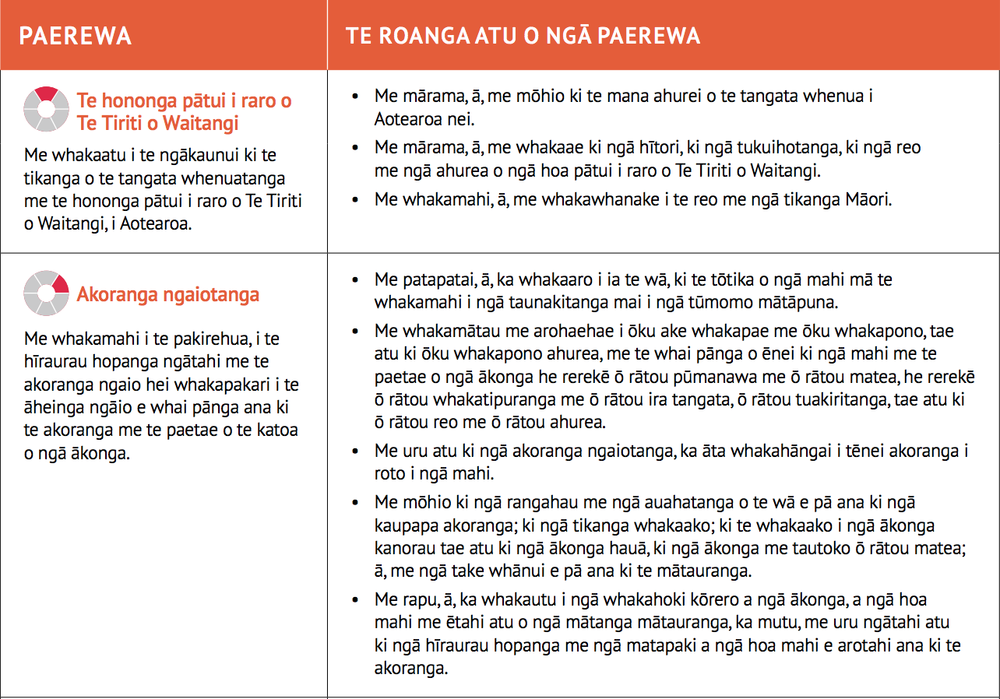 PAEREWA
TE ROANGA ATU O NGĀ PAEREWA
Te hononga pātui i raro o
Te Tiriti o Waitangi
Me whakaatu i te ngākaunui ki te
tikanga o te tangata whenuatanga
me te hononga pātui i raro o Te Tiriti
o Waitangi, i Aotearoa.
• Me mārama, ā, me mōhio ki te mana ahurei o te tangata whenua i
Aotearoa nei.
• Me mārama, ā, me whakaae ki ngā hītori, ki ngā tukuihotanga, ki ngā reo
me ngā ahurea o ngā hoa pātui i raro o Te Tiriti o Waitangi.
• Me whakamahi, ā, me whakawhanake i te reo me ngā tikanga Māori.
Akoranga ngaiotanga
Me whakamahi i te pakirehua, i te
hīraurau hopanga ngātahi me te
akoranga ngaio hei whakapakari i te
āheinga ngāio e whai pānga ana ki
te akoranga me te paetae o te katoa
o ngā ākonga.
• Me patapatai, ā, ka whakaaro i ia te wā, ki te tōtika o ngā mahi mā te
whakamahi i ngā taunakitanga mai i ngā tūmomo mātāpuna.
• Me whakamātau me arohaehae i ōku ake whakapae me ōku whakapono, tae
atu ki ōku whakapono ahurea, me te whai pānga o ēnei ki ngā mahi me te
paetae o ngā ākonga he rerekē ō rātou pūmanawa me ō rātou matea, he rerekē
ō rātou whakatipuranga me ō rātou ira tangata, ō rātou tuakiritanga, tae atu ki
ō rātou reo me ō rātou ahurea.
• Me uru atu ki ngā akoranga ngaiotanga, ka āta whakahāngai i tēnei akoranga i
roto i ngā mahi.
• Me mōhio ki ngā rangahau me ngā auahatanga o te wā e pā ana ki ngā
kaupapa akoranga; ki ngā tikanga whakaako; ki te whakaako i ngā ākonga
kanorau tae atu ki ngā ākonga hauā, ki ngā ākonga me tautoko ō rātou matea;
ā, me ngā take whānui e pā ana ki te mātauranga.
• Me rapu, ā, ka whakautu i ngā whakahoki kōrero a ngā ākonga, a ngā hoa
mahi me ētahi atu o ngā mātanga mātauranga, ka mutu, me uru ngātahi atu
ki ngā hīraurau hopanga me ngā matapaki a ngā hoa mahi e arotahi ana ki te
akoranga.